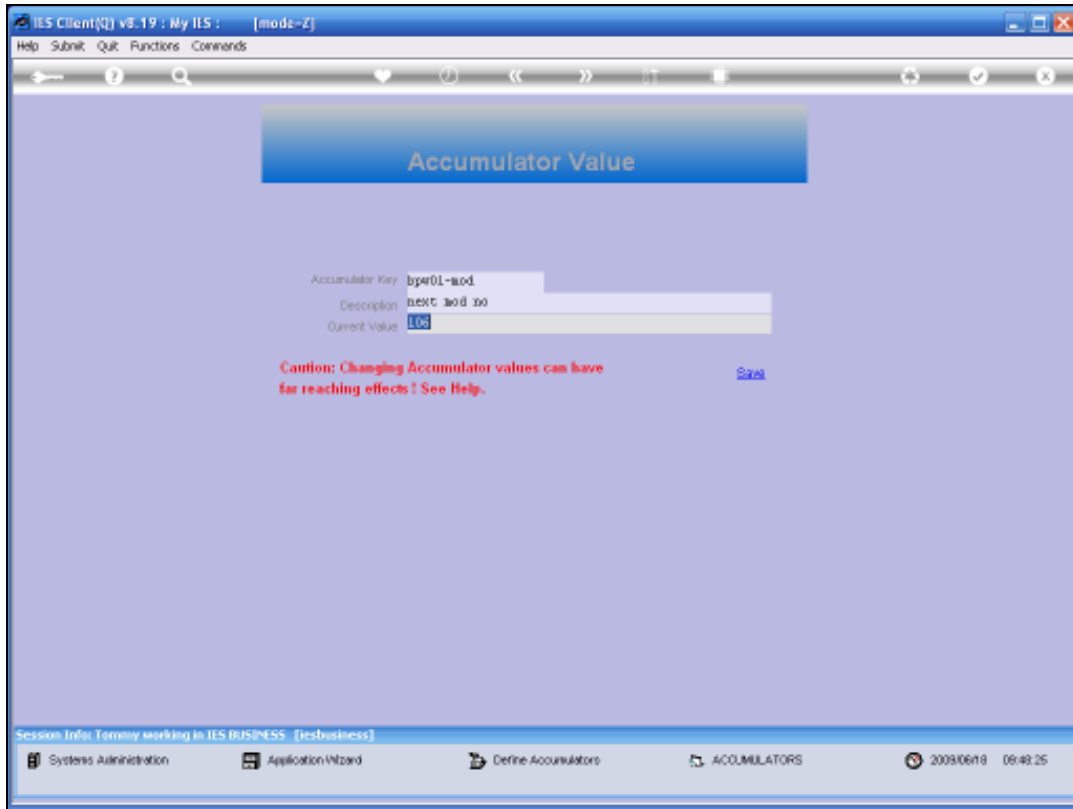 IES Client(Q) v8.19 : My IES : [mode-Z]
Help Submit Quit Functions Commands
Accumulator Value
Accumulator Key bpw01-mod
Description next mod no
Current Value 106
Caution: Changing Accumulator values can have
far reaching effects ! See Help.
Save
Session Info: Tommy working in IES BUSINESS [iesbusiness]
Systems Administration Application Wizard Define Accumulators ACCUMULATORS 2009/06/18 09:48:25